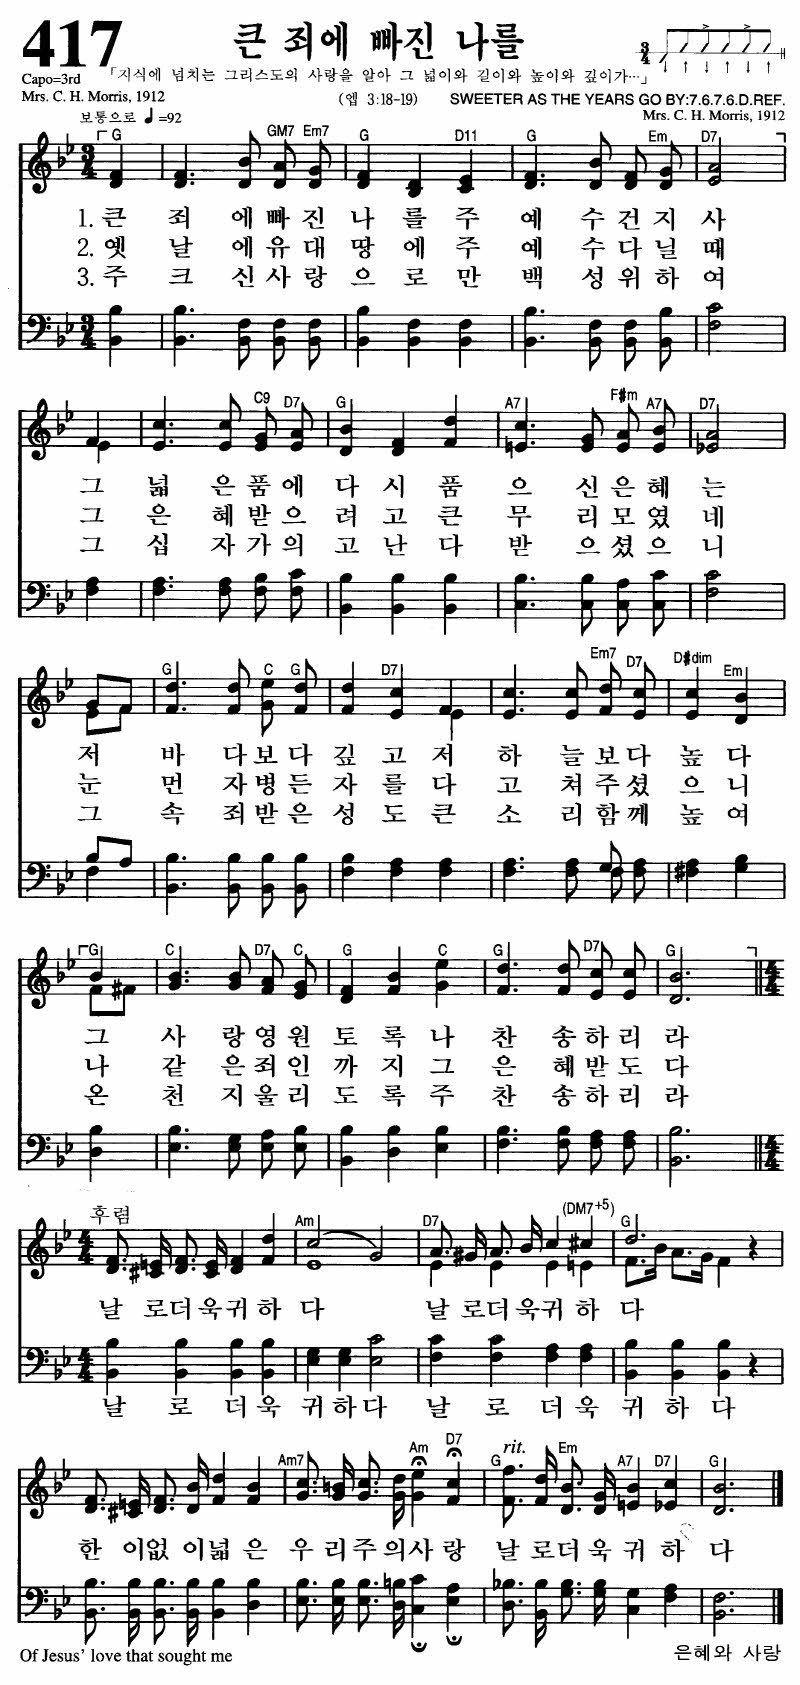 417 큰 죄에 빠진 나를
Capo=3rd 「지식에 넘치는 그리스도의 사랑을 알아 그 넓이와 길이와 높이와 깊이가…」
Mrs. C. H. Morris, 1912 (엡 3:18-19) SWEETER AS THE YEARS GO BY:7.6.7.6.D.REF.
보통으로 ♩=92 Mrs. C. H. Morris, 1912
G GM7 Em7 G D11 G Em D7
1. 큰 죄 에 빠 진 나 를 주 예 수 건 지 사
2. 옛 날 에 유 대 땅 에 주 예 수 다 닐 때
3. 주 크 신 사 랑 으 로 만 백 성 위 하 여
C9 D7 G A7 F#m A7 D7
그 넓 은 품 에 다 시 품 으 신 은 혜 는
그 은 혜 받 으 려 고 큰 무 리 모 였 네
그 십 자 가 의 고 난 다 받 으 셨 으 니
G C G D7 Em7 D7 D#dim Em
저 바 다 보 다 깊 고 저 하 늘 보 다 높 다
눈 먼 자 병 든 자 를 다 고 쳐 주 셨 으 니
그 속 죄 받 은 성 도 큰 소 리 함 께 높 여
G C D7 C G C G D7 G
그 사 랑 영 원 토 록 나 찬 송 하 리 라
나 같 은 죄 인 까 지 그 은 혜 받 도 다
온 천 지 울 리 도 록 주 찬 송 하 리 라
후렴 Am D7 (DM7+5) G
날 로 더 욱 귀 하 다 날 로 더 욱 귀 하 다
날 로 더 욱 귀 하 다 날 로 더 욱 귀 하 다
Am7 Am D7 G rit. Em A7 D7 G
한 이 없 이 넓 은 우 리 주 의 사 랑 날 로 더 욱 귀 하 다
Of Jesus' love that sought me 은혜와 사랑